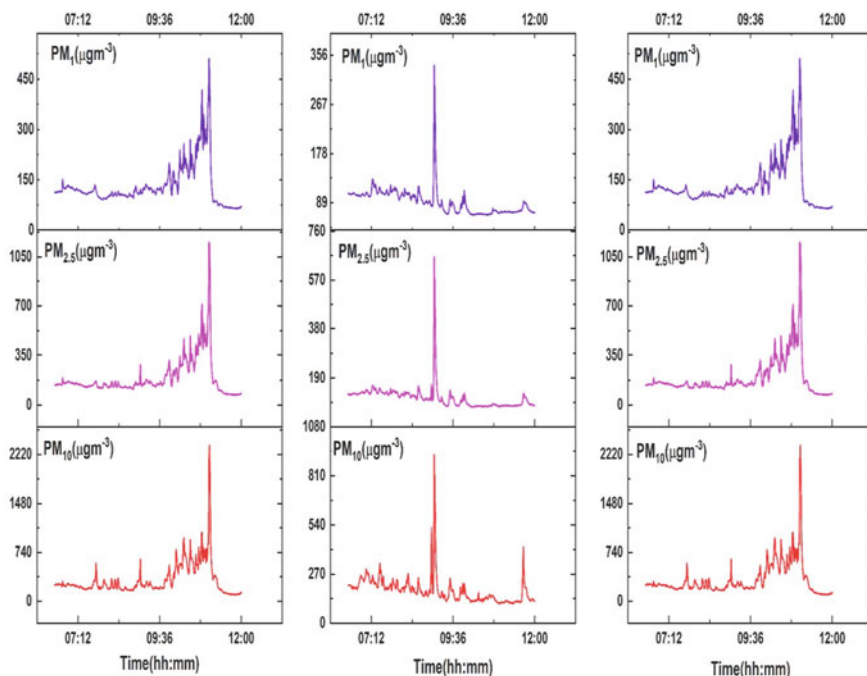 07:12 09:36 12:00 07:12 09:36 12:00 07:12 09:36 12:00
PM₁(μgm⁻³) PM₁(μgm⁻³) PM₁(μgm⁻³)
450 356 450
300 267 300
150 178 150
0 89 0
PM₂.₅(μgm⁻³) 760 PM₂.₅(μgm⁻³) PM₂.₅(μgm⁻³)
1050 570 1050
700 380 700
350 190 350
0 0
PM₁₀(μgm⁻³) 1080 PM₁₀(μgm⁻³) PM₁₀(μgm⁻³)
2220 810 2220
1480 540 1480
740 270 740
0 0 0
07:12 09:36 12:00 07:12 09:36 12:00 07:12 09:36 12:00
Time(hh:mm) Time(hh:mm) Time(hh:mm)